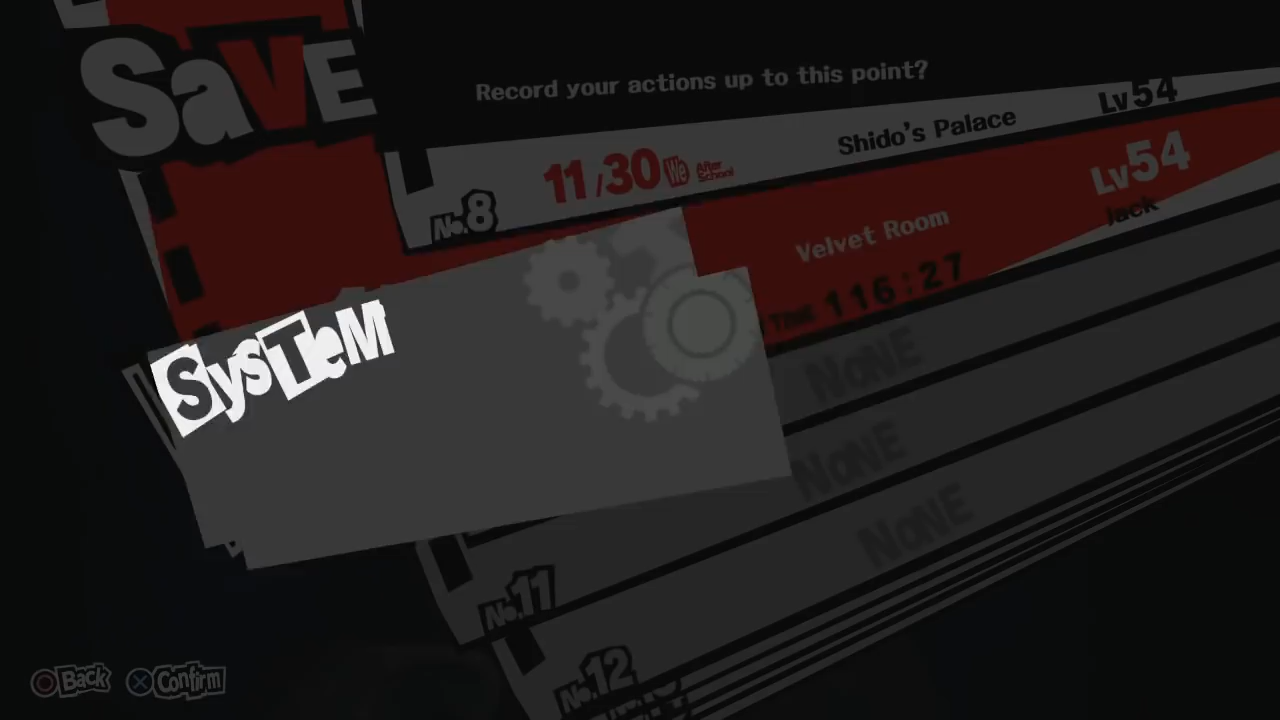 SaVE
Record your actions up to this point?
No.8 11/30 We After School Shido's Palace Lv54
Velvet Room Lv54
Jack
116:27
SysTeM
NoNE
NoNE
No.11 NoNE
No.12
Back Confirm